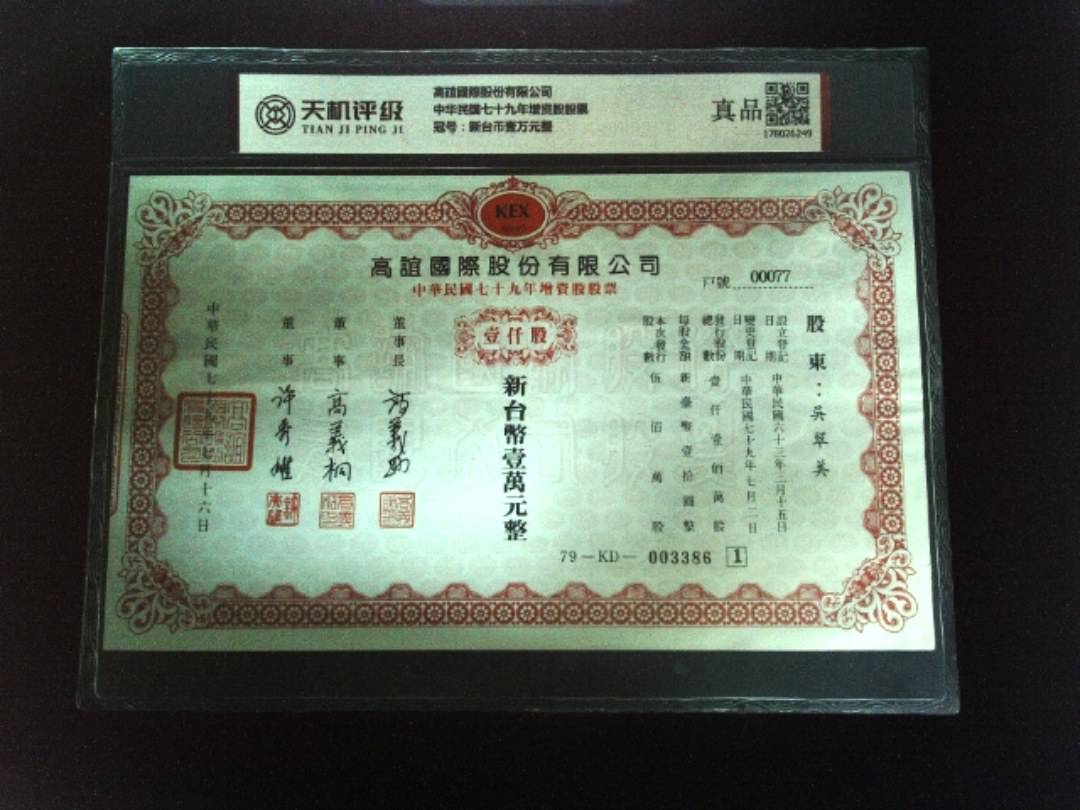 天机评级
TIAN JI PING JI
高誼國際股份有限公司
中华民國七十九年增资股股票
冠号：新台币壹万元整
真品
178026249
KEX
高誼國際股份有限公司
中華民國七十九年增資股股票
戶號 00077
壹仟股
股東：吳翠英
設立登記日期 中華民國六十三年二月十五日
變更登記日期 中華民國七十九年七月二日
發行股份總數 壹仟壹佰萬股
每股金額 新臺幣壹拾圓整
本次發行股數 伍佰萬股
新台幣壹萬元整
董事長
董事 高義桐
董事 許秀
中華民國七十
年
月十六日
79－KD－ 003386 1